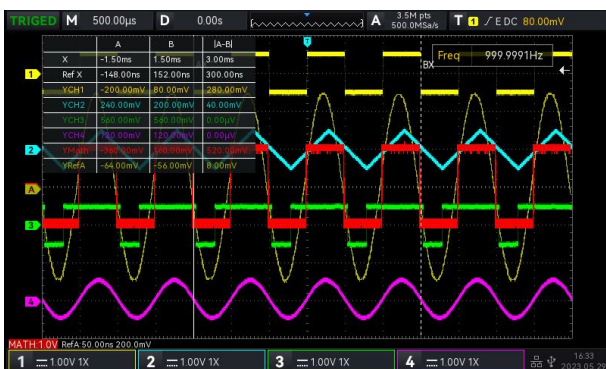 TRIGED M 500.00μs D 0.00s A 3.5M pts 500.0MSa/s T 1 E DC 80.00mV
T
Freq 999.9991Hz
BX
A B |A-B|
X -1.50ms 1.50ms 3.00ms
Ref X -148.00ns 152.00ns 300.00ns
YCH1 -200.00mV 80.00mV 280.00mV
YCH2 240.00mV 200.00mV 40.00mV
YCH3 560.00mV 560.00mV 0.00μV
YCH4 120.00mV 120.00mV 0.00μV
YMath -360.00mV 160.00mV 520.00mV
YRefA -64.00mV -56.00mV 8.00mV
1
2
A
3
4
MATH:1.0V RefA:50.00ns 200.0mV
1 1.00V 1X 2 1.00V 1X 3 1.00V 1X 4 1.00V 1X
16:33
2023.05.29